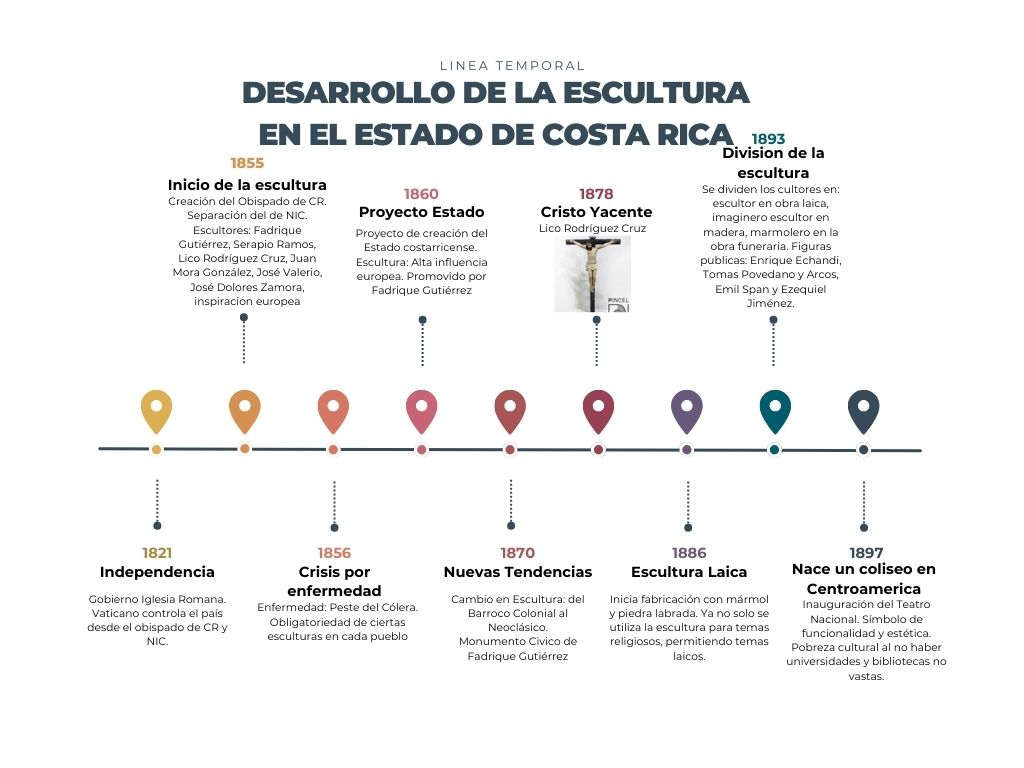 LINEA TEMPORAL
DESARROLLO DE LA ESCULTURA
EN EL ESTADO DE COSTA RICA
1855
Inicio de la escultura
Creación del Obispado de CR.
Separación del de NIC.
Escultores: Fadrique
Gutiérrez, Serapio Ramos,
Lico Rodríguez Cruz, Juan
Mora González, José Valerio,
José Dolores Zamora,
inspiracion europea
1860
Proyecto Estado
Proyecto de creación del
Estado costarricense.
Escultura: Alta influencia
europea. Promovido por
Fadrique Gutiérrez
1878
Cristo Yacente
Lico Rodríguez Cruz
PINCEL
1893
Division de la
escultura
Se dividen los cultores en:
escultor en obra laica,
imaginero escultor en
madera, marmolero en la
obra funeraria. Figuras
publicas: Enrique Echandi,
Tomas Povedano y Arcos,
Emil Span y Ezequiel
Jiménez.
1821
Independencia
Gobierno Iglesia Romana.
Vaticano controla el país
desde el obispado de CR y
NIC.
1856
Crisis por
enfermedad
Enfermedad: Peste del Cólera.
Obligatoriedad de ciertas
esculturas en cada pueblo
1870
Nuevas Tendencias
Cambio en Escultura: del
Barroco Colonial al
Neoclásico.
Monumento Civico de
Fadrique Gutiérrez
1886
Escultura Laica
Inicia fabricación con mármol
y piedra labrada. Ya no solo se
utiliza la escultura para temas
religiosos, permitiendo temas
laicos.
1897
Nace un coliseo en
Centroamerica
Inauguración del Teatro
Nacional. Símbolo de
funcionalidad y estética.
Pobreza cultural al no haber
universidades y bibliotecas no
vastas.